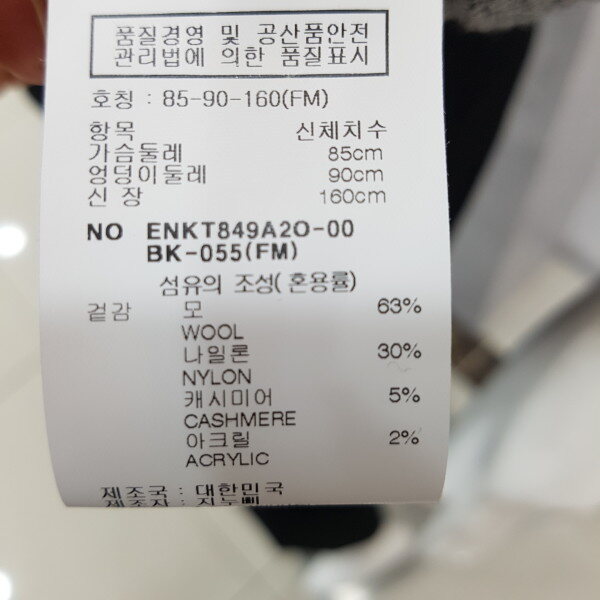 품질경영 및 공산품안전
관리법에 의한 품질표시
호칭 : 85-90-160(FM)
항목 신체치수
가슴둘레 85cm
엉덩이둘레 90cm
신 장 160cm
NO ENKT849A2O-00
BK-055(FM)
섬유의 조성(혼용률)
겉감 모 63%
WOOL
나일론 30%
NYLON
캐시미어 5%
CASHMERE
아크릴 2%
ACRYLIC
제조국 : 대한민국
제조자 :